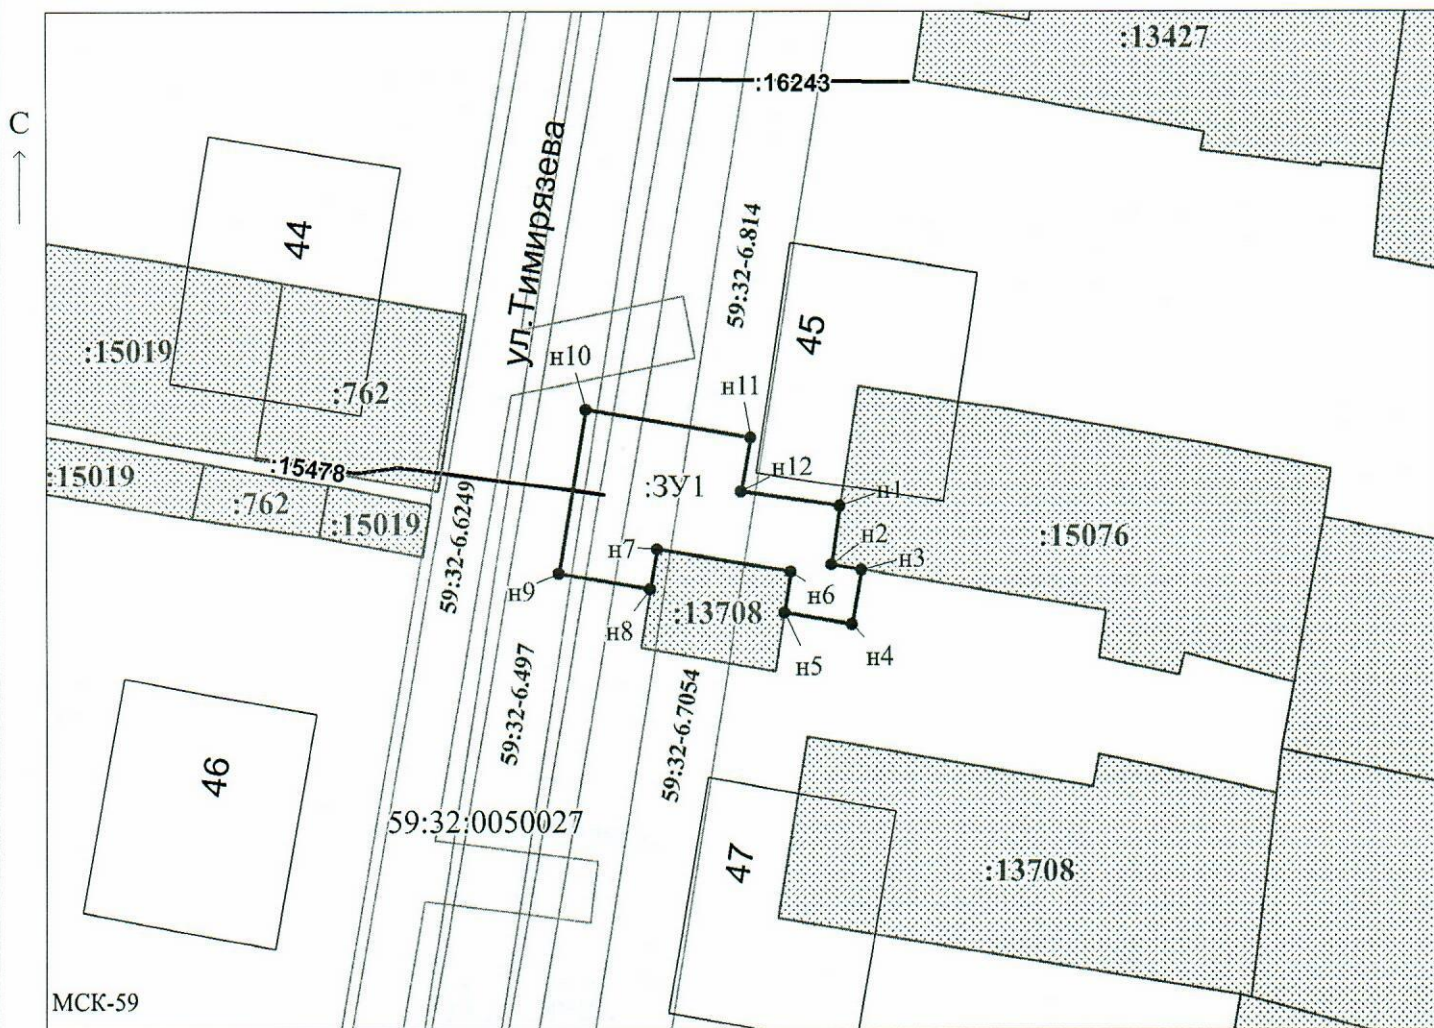 :13427
:16243
С
ул.Тимирязева
59:32-6.814
44
45
:15019
:762
н10
н11
:15019
:15478
н12
:ЗУ1
н1
:762
:15019
59:32-6.6249
н7
н2
н3
:15076
н9
н6
:13708
н8
н5
н4
59:32-6.497
59:32-6.7054
46
59:32:0050027
47
:13708
МСК-59